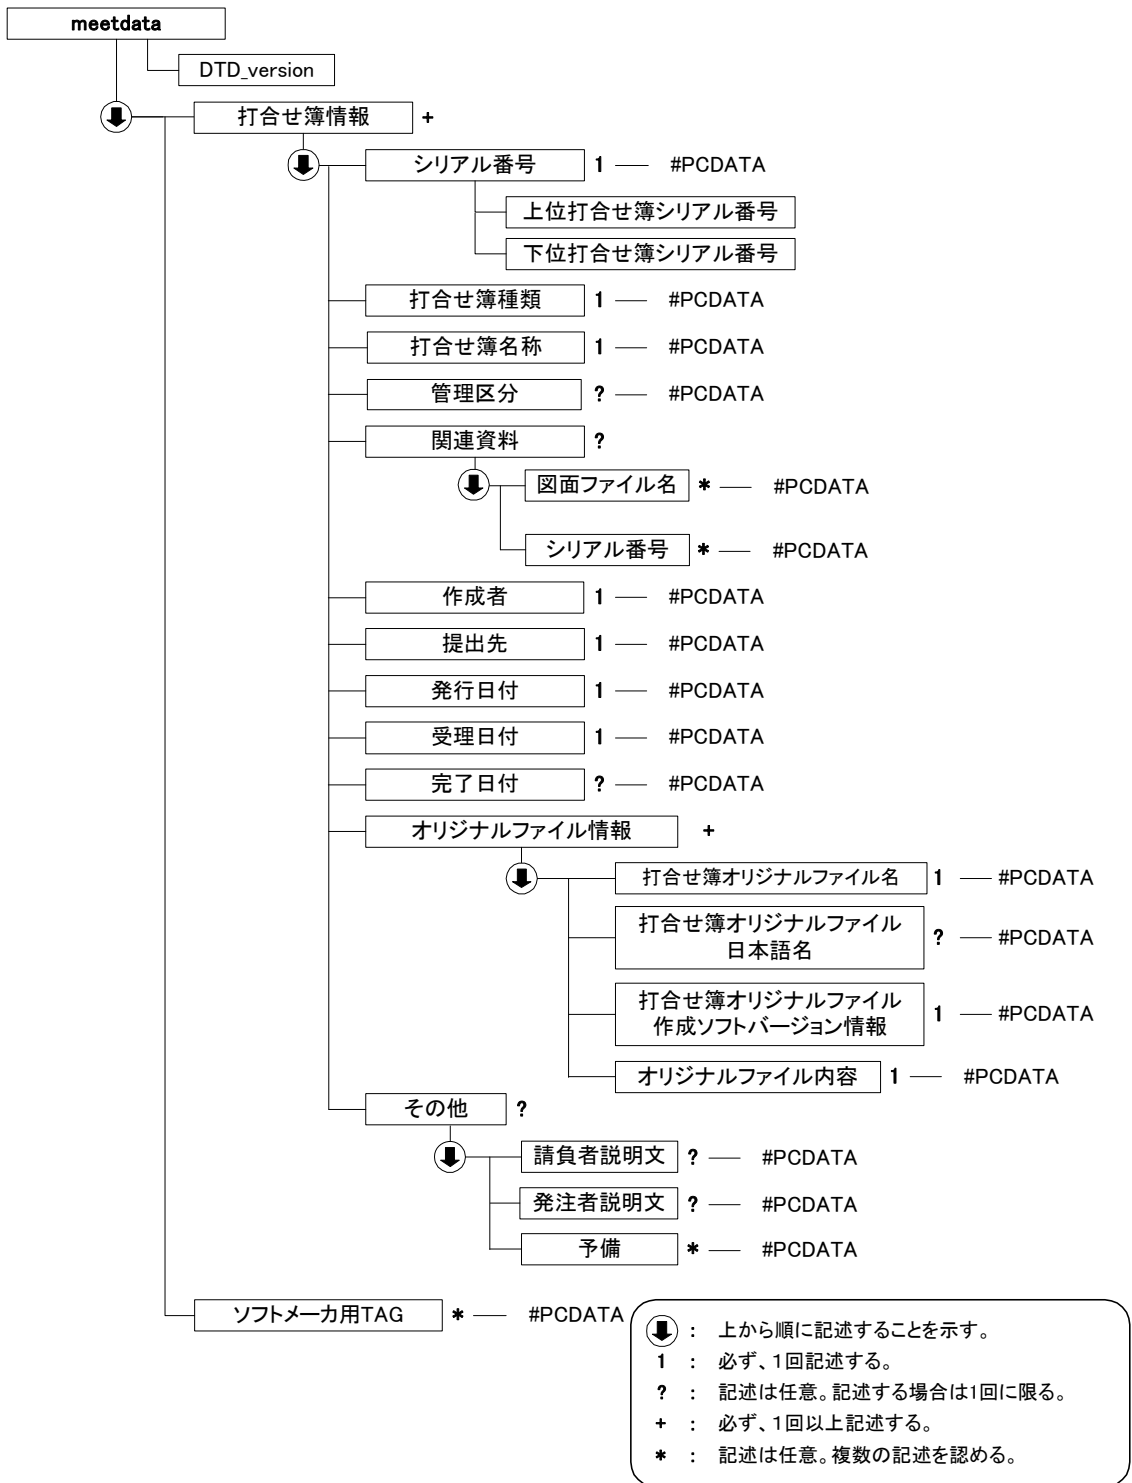 meetdata
DTD_version
打合せ簿情報 +
シリアル番号 1 #PCDATA
上位打合せ簿シリアル番号
下位打合せ簿シリアル番号
打合せ簿種類 1 #PCDATA
打合せ簿名称 1 #PCDATA
管理区分 ? #PCDATA
関連資料 ?
図面ファイル名 * #PCDATA
シリアル番号 * #PCDATA
作成者 1 #PCDATA
提出先 1 #PCDATA
発行日付 1 #PCDATA
受理日付 1 #PCDATA
完了日付 ? #PCDATA
オリジナルファイル情報 +
打合せ簿オリジナルファイル名 1 #PCDATA
打合せ簿オリジナルファイル
日本語名 ? #PCDATA
打合せ簿オリジナルファイル
作成ソフトバージョン情報 1 #PCDATA
オリジナルファイル内容 1 #PCDATA
その他 ?
請負者説明文 ? #PCDATA
発注者説明文 ? #PCDATA
予備 * #PCDATA
ソフトメーカ用TAG * #PCDATA
： 上から順に記述することを示す。
1 ： 必ず、１回記述する。
? ： 記述は任意。記述する場合は1回に限る。
+ ： 必ず、１回以上記述する。
* ： 記述は任意。複数の記述を認める。